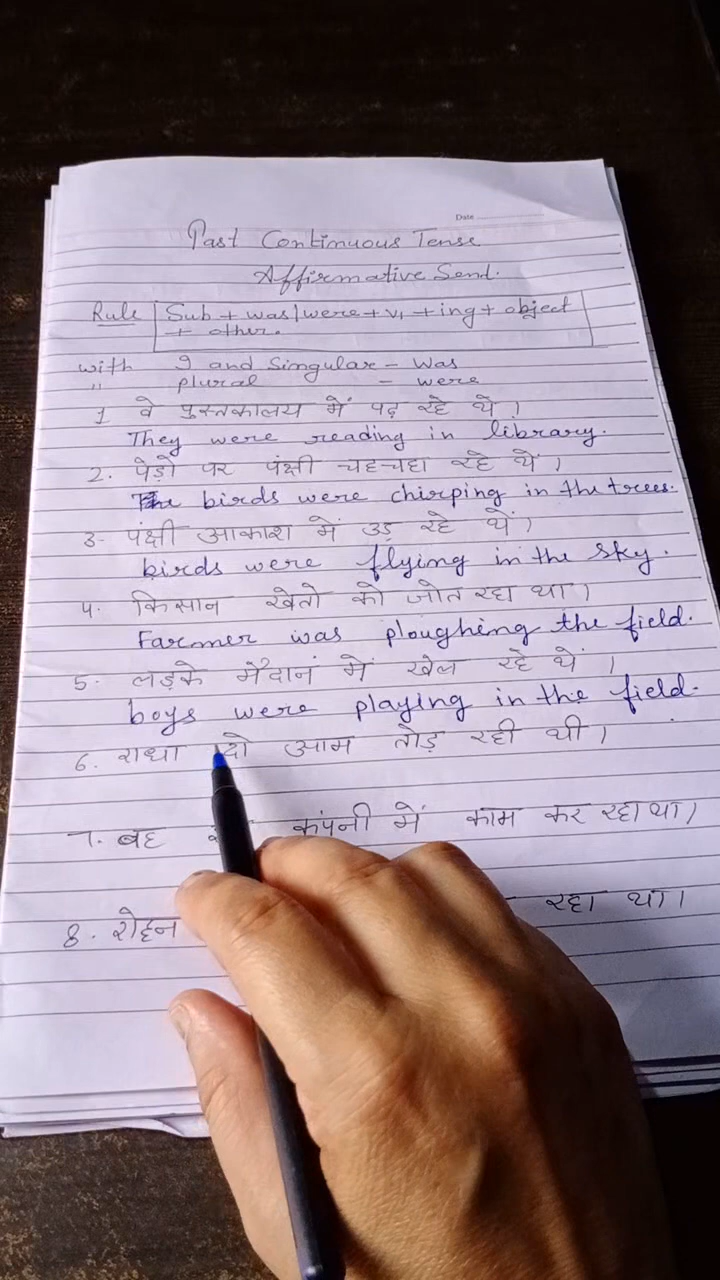 Date
Past Continuous Tense
Affirmative Send.
Rule Sub + was/were + v1 + ing + object
+ other.
with I and Singular - Was
" plural - were
1 वे पुस्तकालय में पढ़ रहे थे।
They were reading in library.
2. पेड़ो पर पंक्षी चहचहा रहे थें।
The birds were chirping in the trees.
3- पंक्षी आकाश में उड़ रहे थें।
birds were flying in the sky.
4. किसान खेतो को जोत रहा था।
Farmer was ploughing the field.
5. लड़के मैदानं में खेल रहे थें।
boys were playing in the field.
6. राधा दो आम तोड़ रही थी।
7. बह कंपनी में काम कर रहा था।
8. रोहन रहा था।